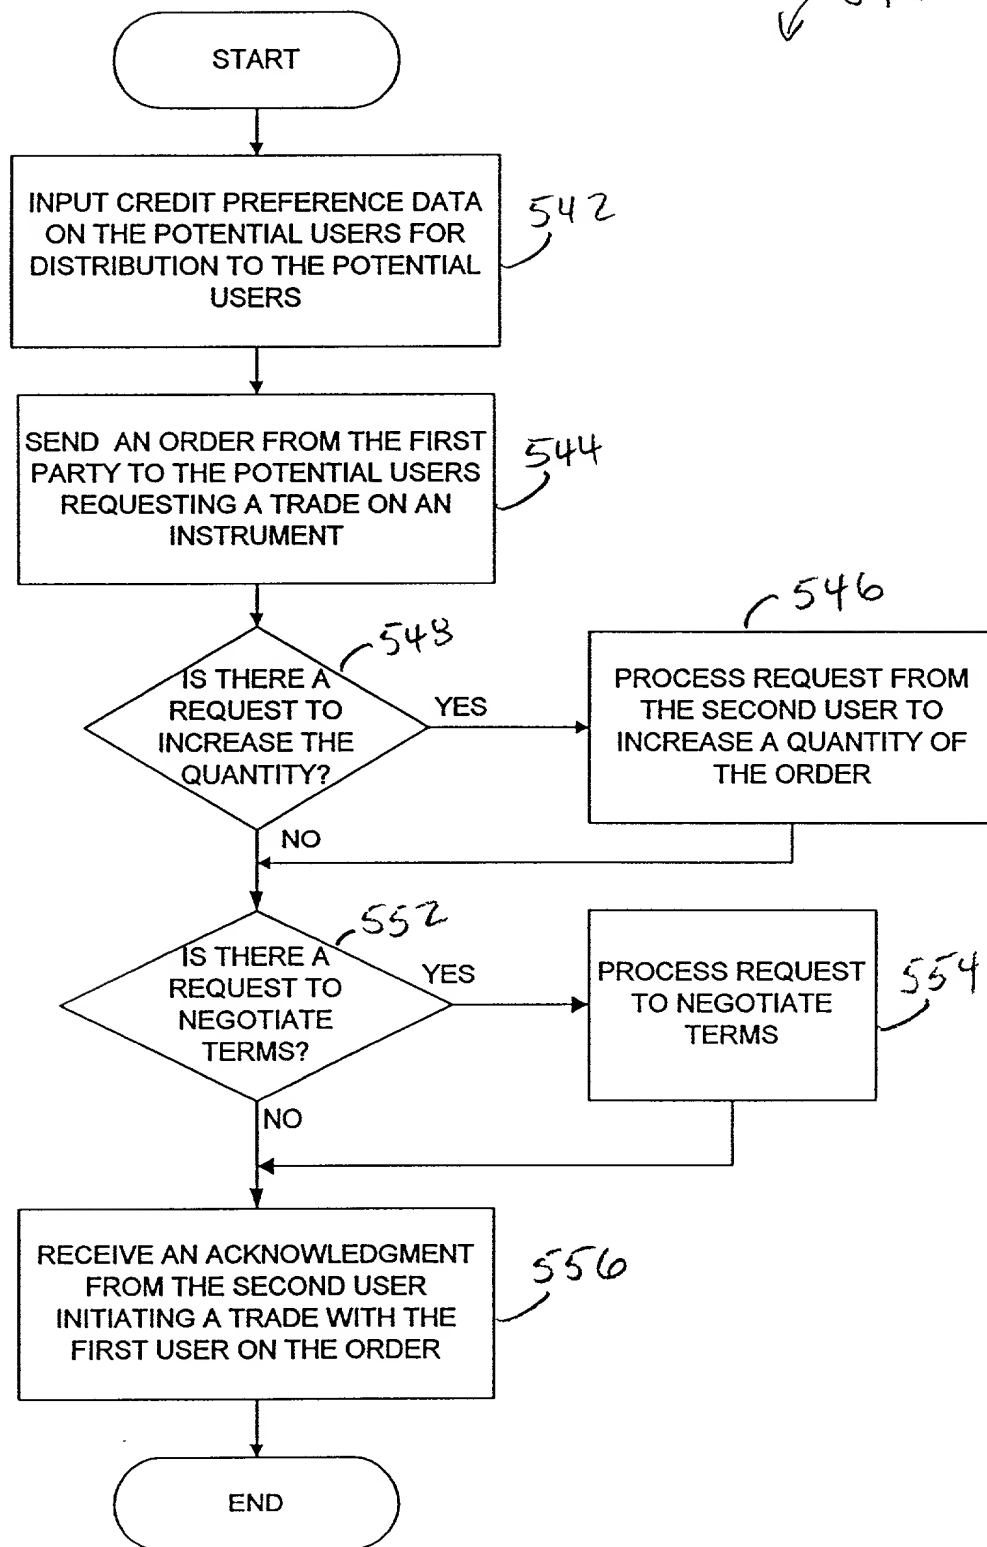 START
INPUT CREDIT PREFERENCE DATA
ON THE POTENTIAL USERS FOR
DISTRIBUTION TO THE POTENTIAL
USERS
542
SEND AN ORDER FROM THE FIRST
PARTY TO THE POTENTIAL USERS
REQUESTING A TRADE ON AN
INSTRUMENT
544
IS THERE A
REQUEST TO
INCREASE THE
QUANTITY?
548
YES
NO
PROCESS REQUEST FROM
THE SECOND USER TO
INCREASE A QUANTITY OF
THE ORDER
546
IS THERE A
REQUEST TO
NEGOTIATE
TERMS?
552
YES
NO
PROCESS REQUEST
TO NEGOTIATE
TERMS
554
RECEIVE AN ACKNOWLEDGMENT
FROM THE SECOND USER
INITIATING A TRADE WITH THE
FIRST USER ON THE ORDER
556
END